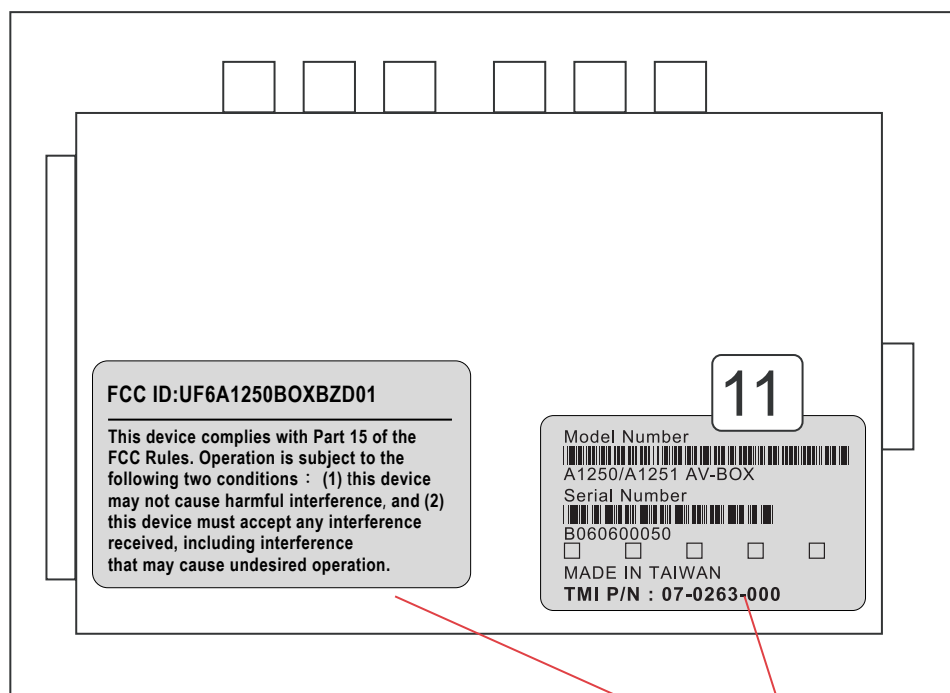 FCC ID:UF6A1250BOXBZD01
This device complies with Part 15 of the
FCC Rules. Operation is subject to the
following two conditions : (1) this device
may not cause harmful interference, and (2)
this device must accept any interference
received, including interference
that may cause undesired operation.
11
Model Number
A1250/A1251 AV-BOX
Serial Number
B060600050
MADE IN TAIWAN
TMI P/N : 07-0263-000